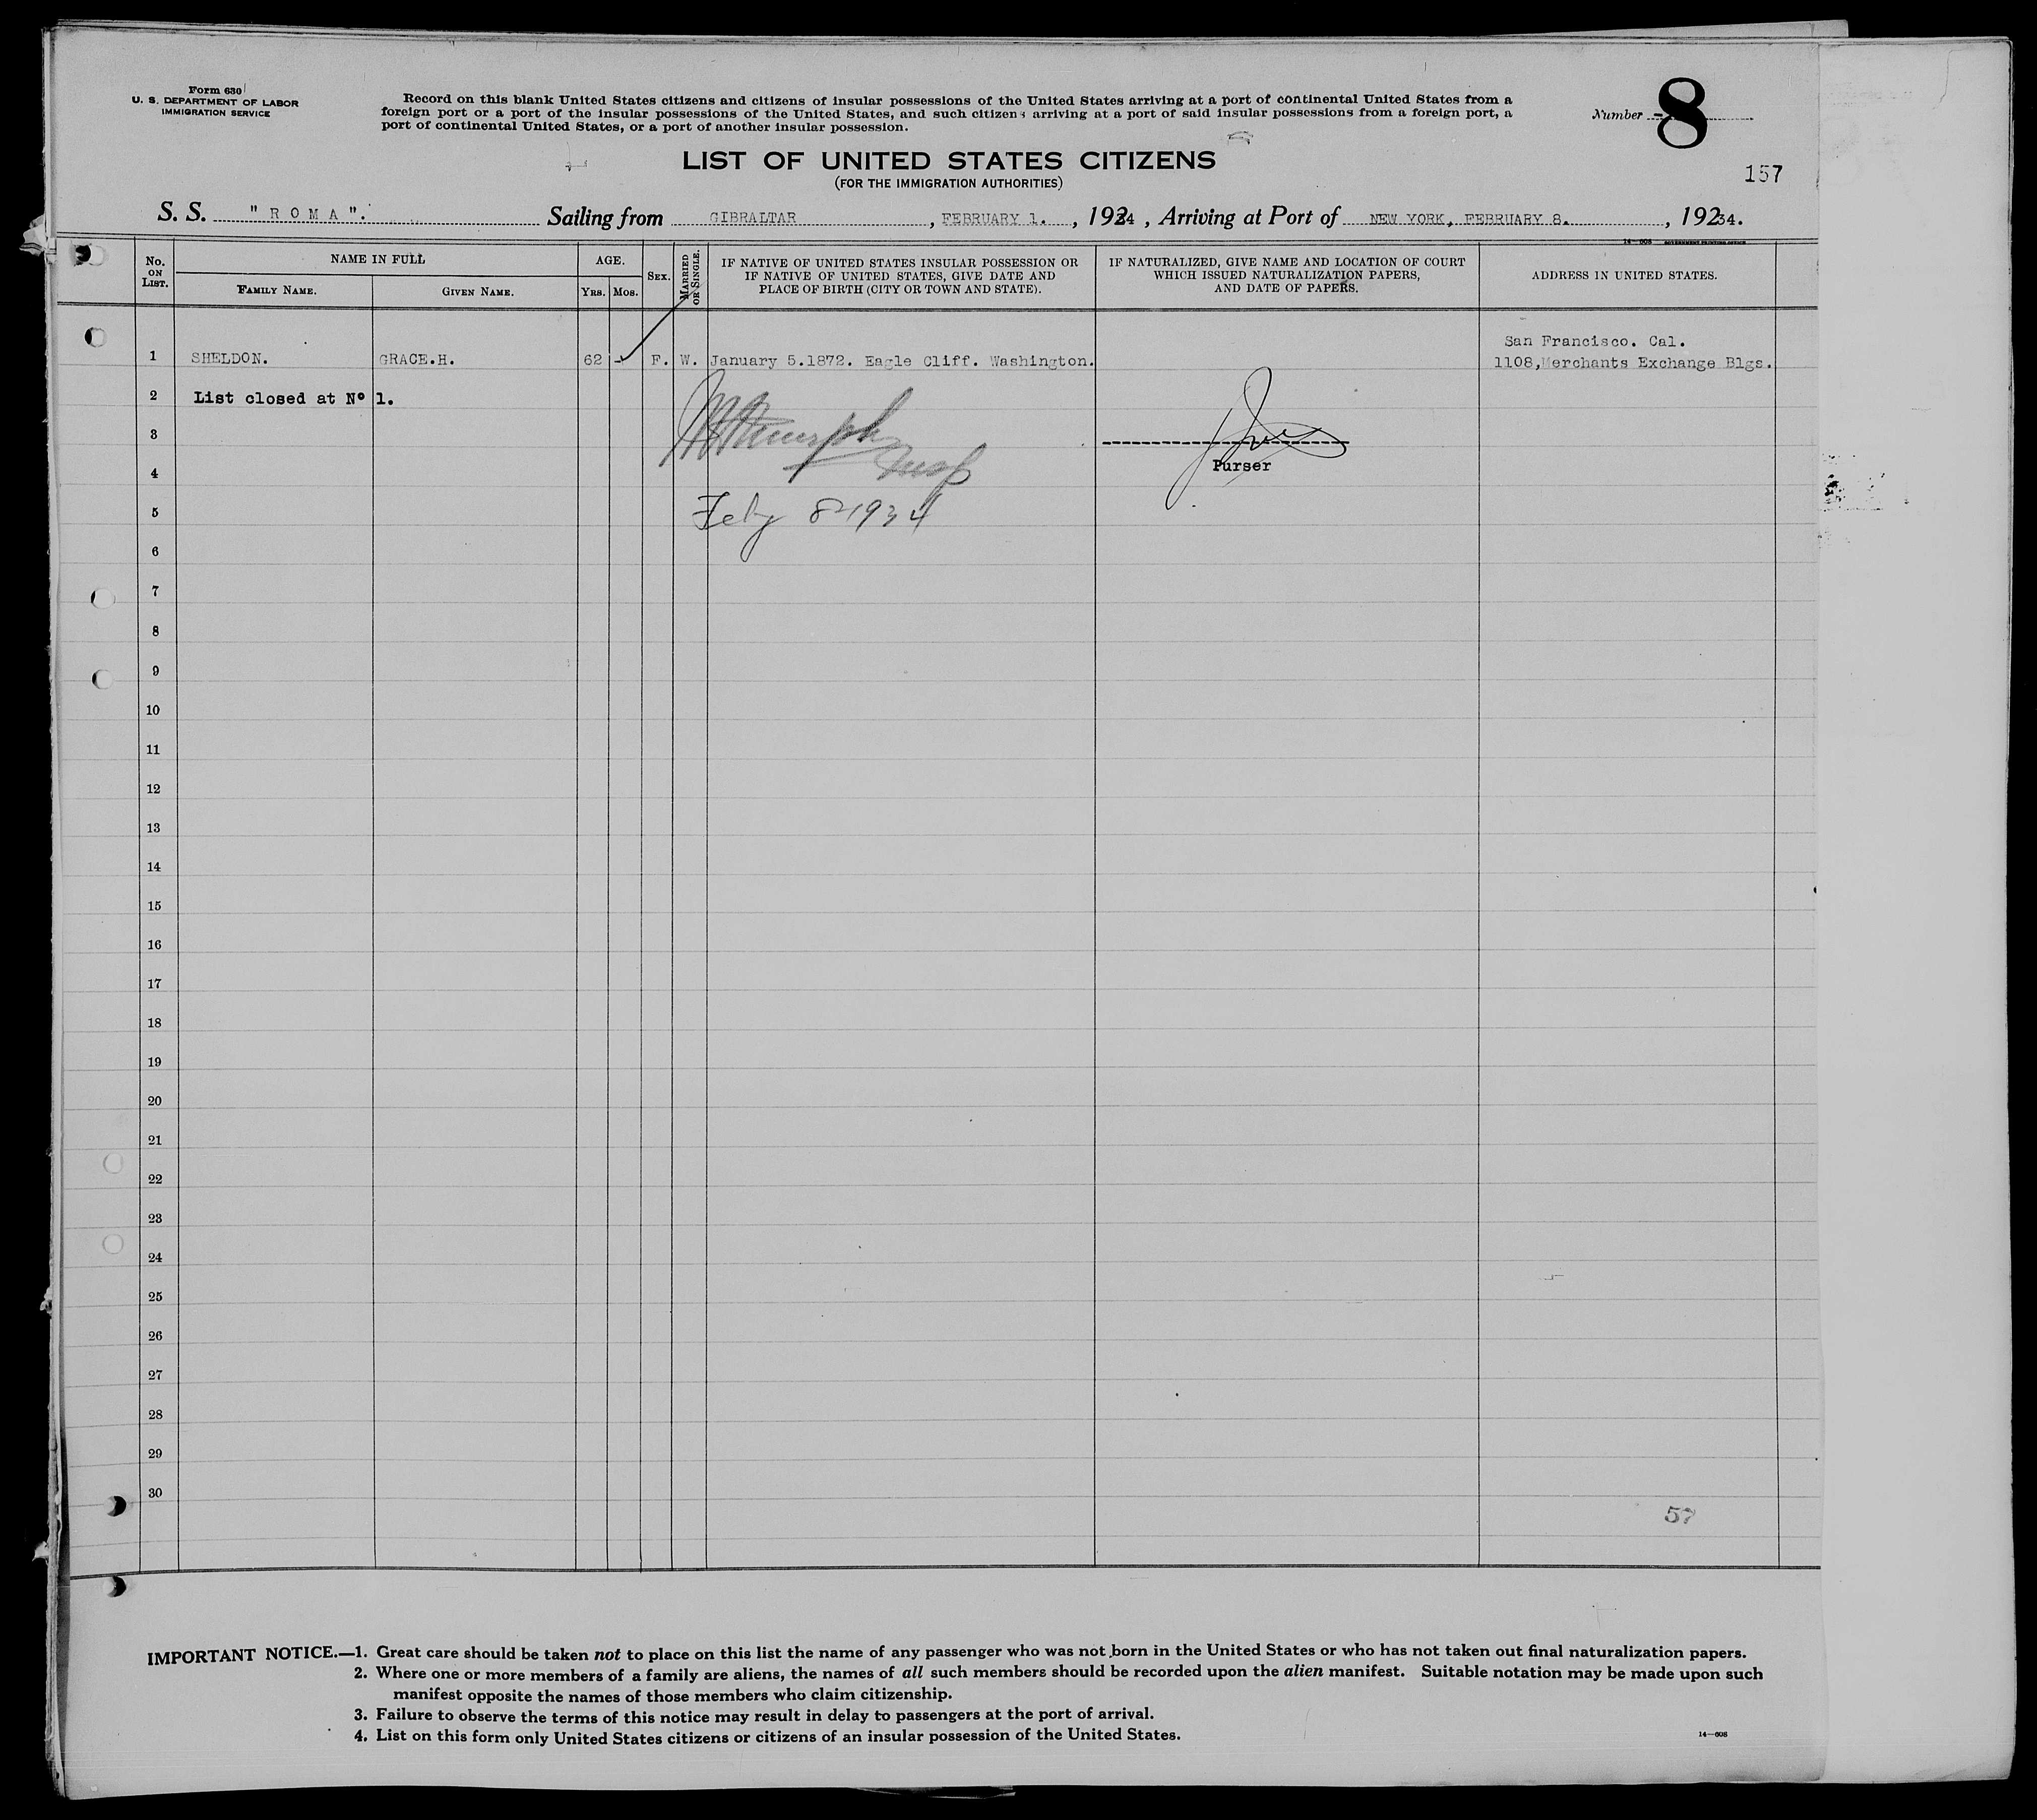 Form 630
U. S. DEPARTMENT OF LABOR
IMMIGRATION SERVICE
Record on this blank United States citizens and citizens of insular possessions of the United States arriving at a port of continental United States from a
foreign port or a port of the insular possessions of the United States, and such citizens arriving at a port of said insular possessions from a foreign port, a
port of continental United States, or a port of another insular possession.
Number 8
LIST OF UNITED STATES CITIZENS
(FOR THE IMMIGRATION AUTHORITIES)
157
S. S. "ROMA". Sailing from GIBRALTAR, FEBRUARY 1., 1934, Arriving at Port of NEW YORK, FEBRUARY 8., 19234.
No. ON LIST. NAME IN FULL AGE. SEX. MARRIED OR SINGLE. IF NATIVE OF UNITED STATES INSULAR POSSESSION OR IF NATIVE OF UNITED STATES, GIVE DATE AND PLACE OF BIRTH (CITY OR TOWN AND STATE). IF NATURALIZED, GIVE NAME AND LOCATION OF COURT WHICH ISSUED NATURALIZATION PAPERS, AND DATE OF PAPERS. ADDRESS IN UNITED STATES.
FAMILY NAME. GIVEN NAME. YRS. MOS.
San Francisco. Cal.
1 SHELDON. GRACE.H. 62 - F. W. January 5.1872. Eagle Cliff. Washington. 1108,Merchants Exchange Blgs.
2 List closed at Nº 1.
3
4 Insp Purser
5 Feby 8-1934
6
7
8
9
10
11
12
13
14
15
16
17
18
19
20
21
22
23
24
25
26
27
28
29
30
57
IMPORTANT NOTICE.—1. Great care should be taken not to place on this list the name of any passenger who was not born in the United States or who has not taken out final naturalization papers.
2. Where one or more members of a family are aliens, the names of all such members should be recorded upon the alien manifest. Suitable notation may be made upon such
manifest opposite the names of those members who claim citizenship.
3. Failure to observe the terms of this notice may result in delay to passengers at the port of arrival.
4. List on this form only United States citizens or citizens of an insular possession of the United States.
14—608